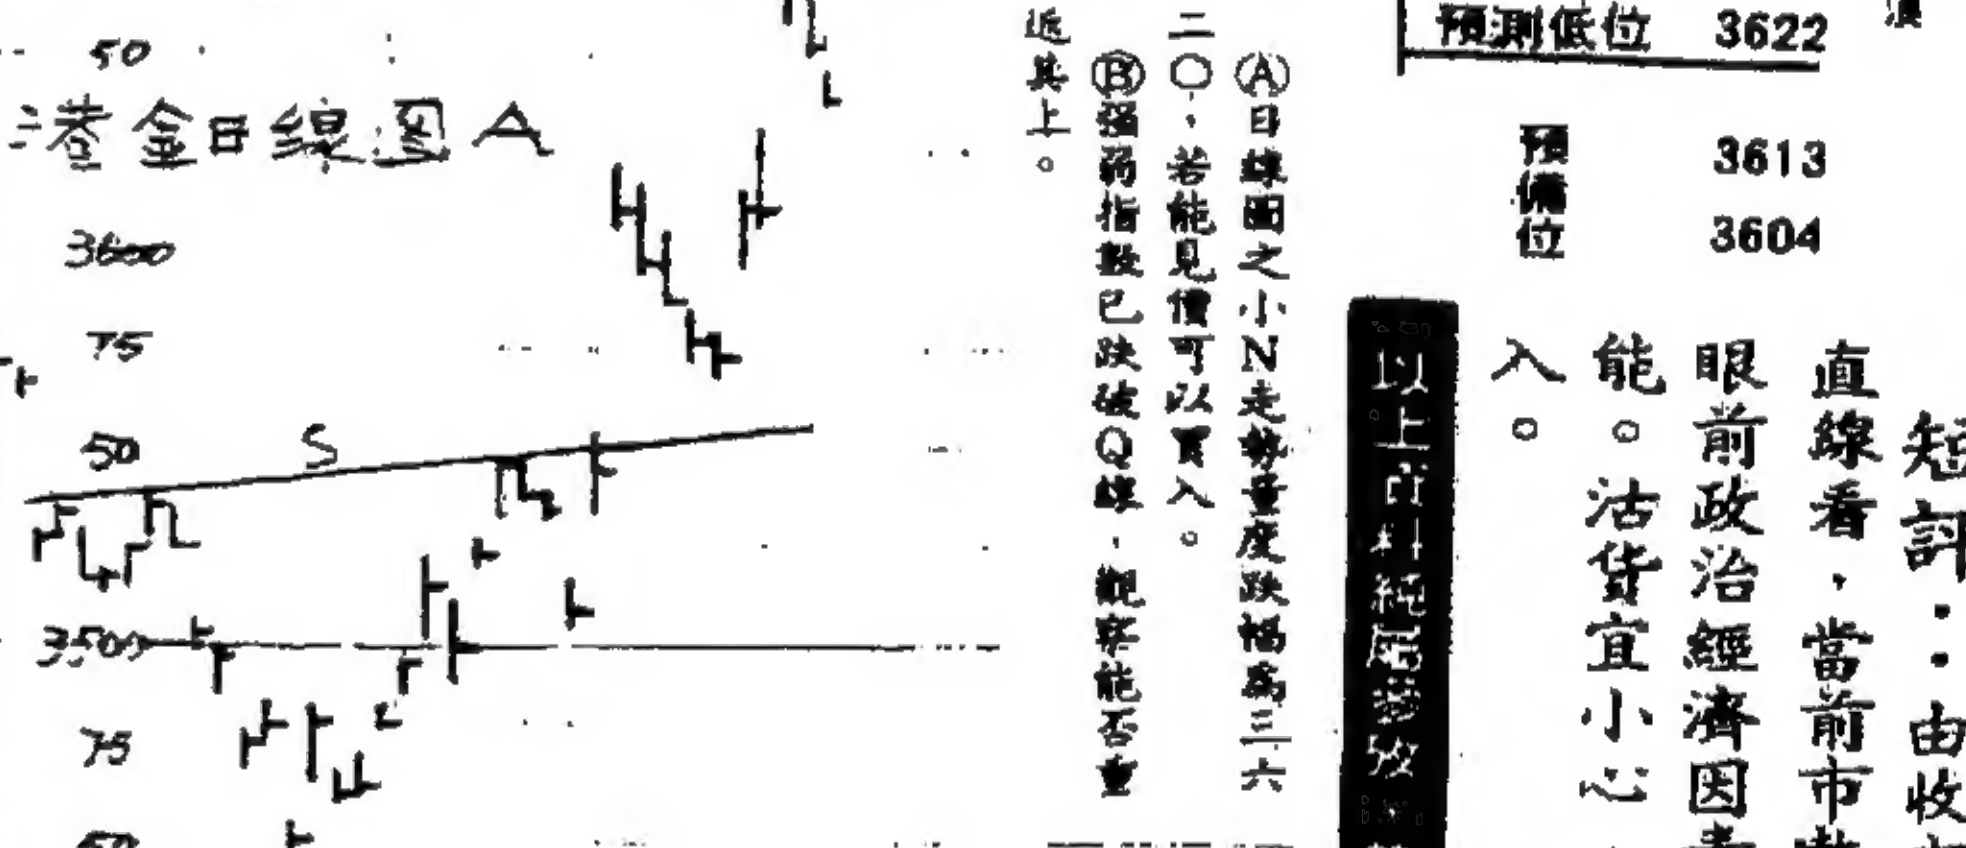 預測低位 3622
預備位 3613
3604
短評：由收
直線看，當前市
眼前政治經濟因素
能。沽貨宜小心
入。
以上資料純屬參攷，
Ⓐ日線圖之小N走勢量度跌幅為三六
二〇，若能見價可以買入。
Ⓑ強弱指數已跌破Q線，觀察能否重
返其上。
50
港金日線圖A
3600
75
50
S
3500
75